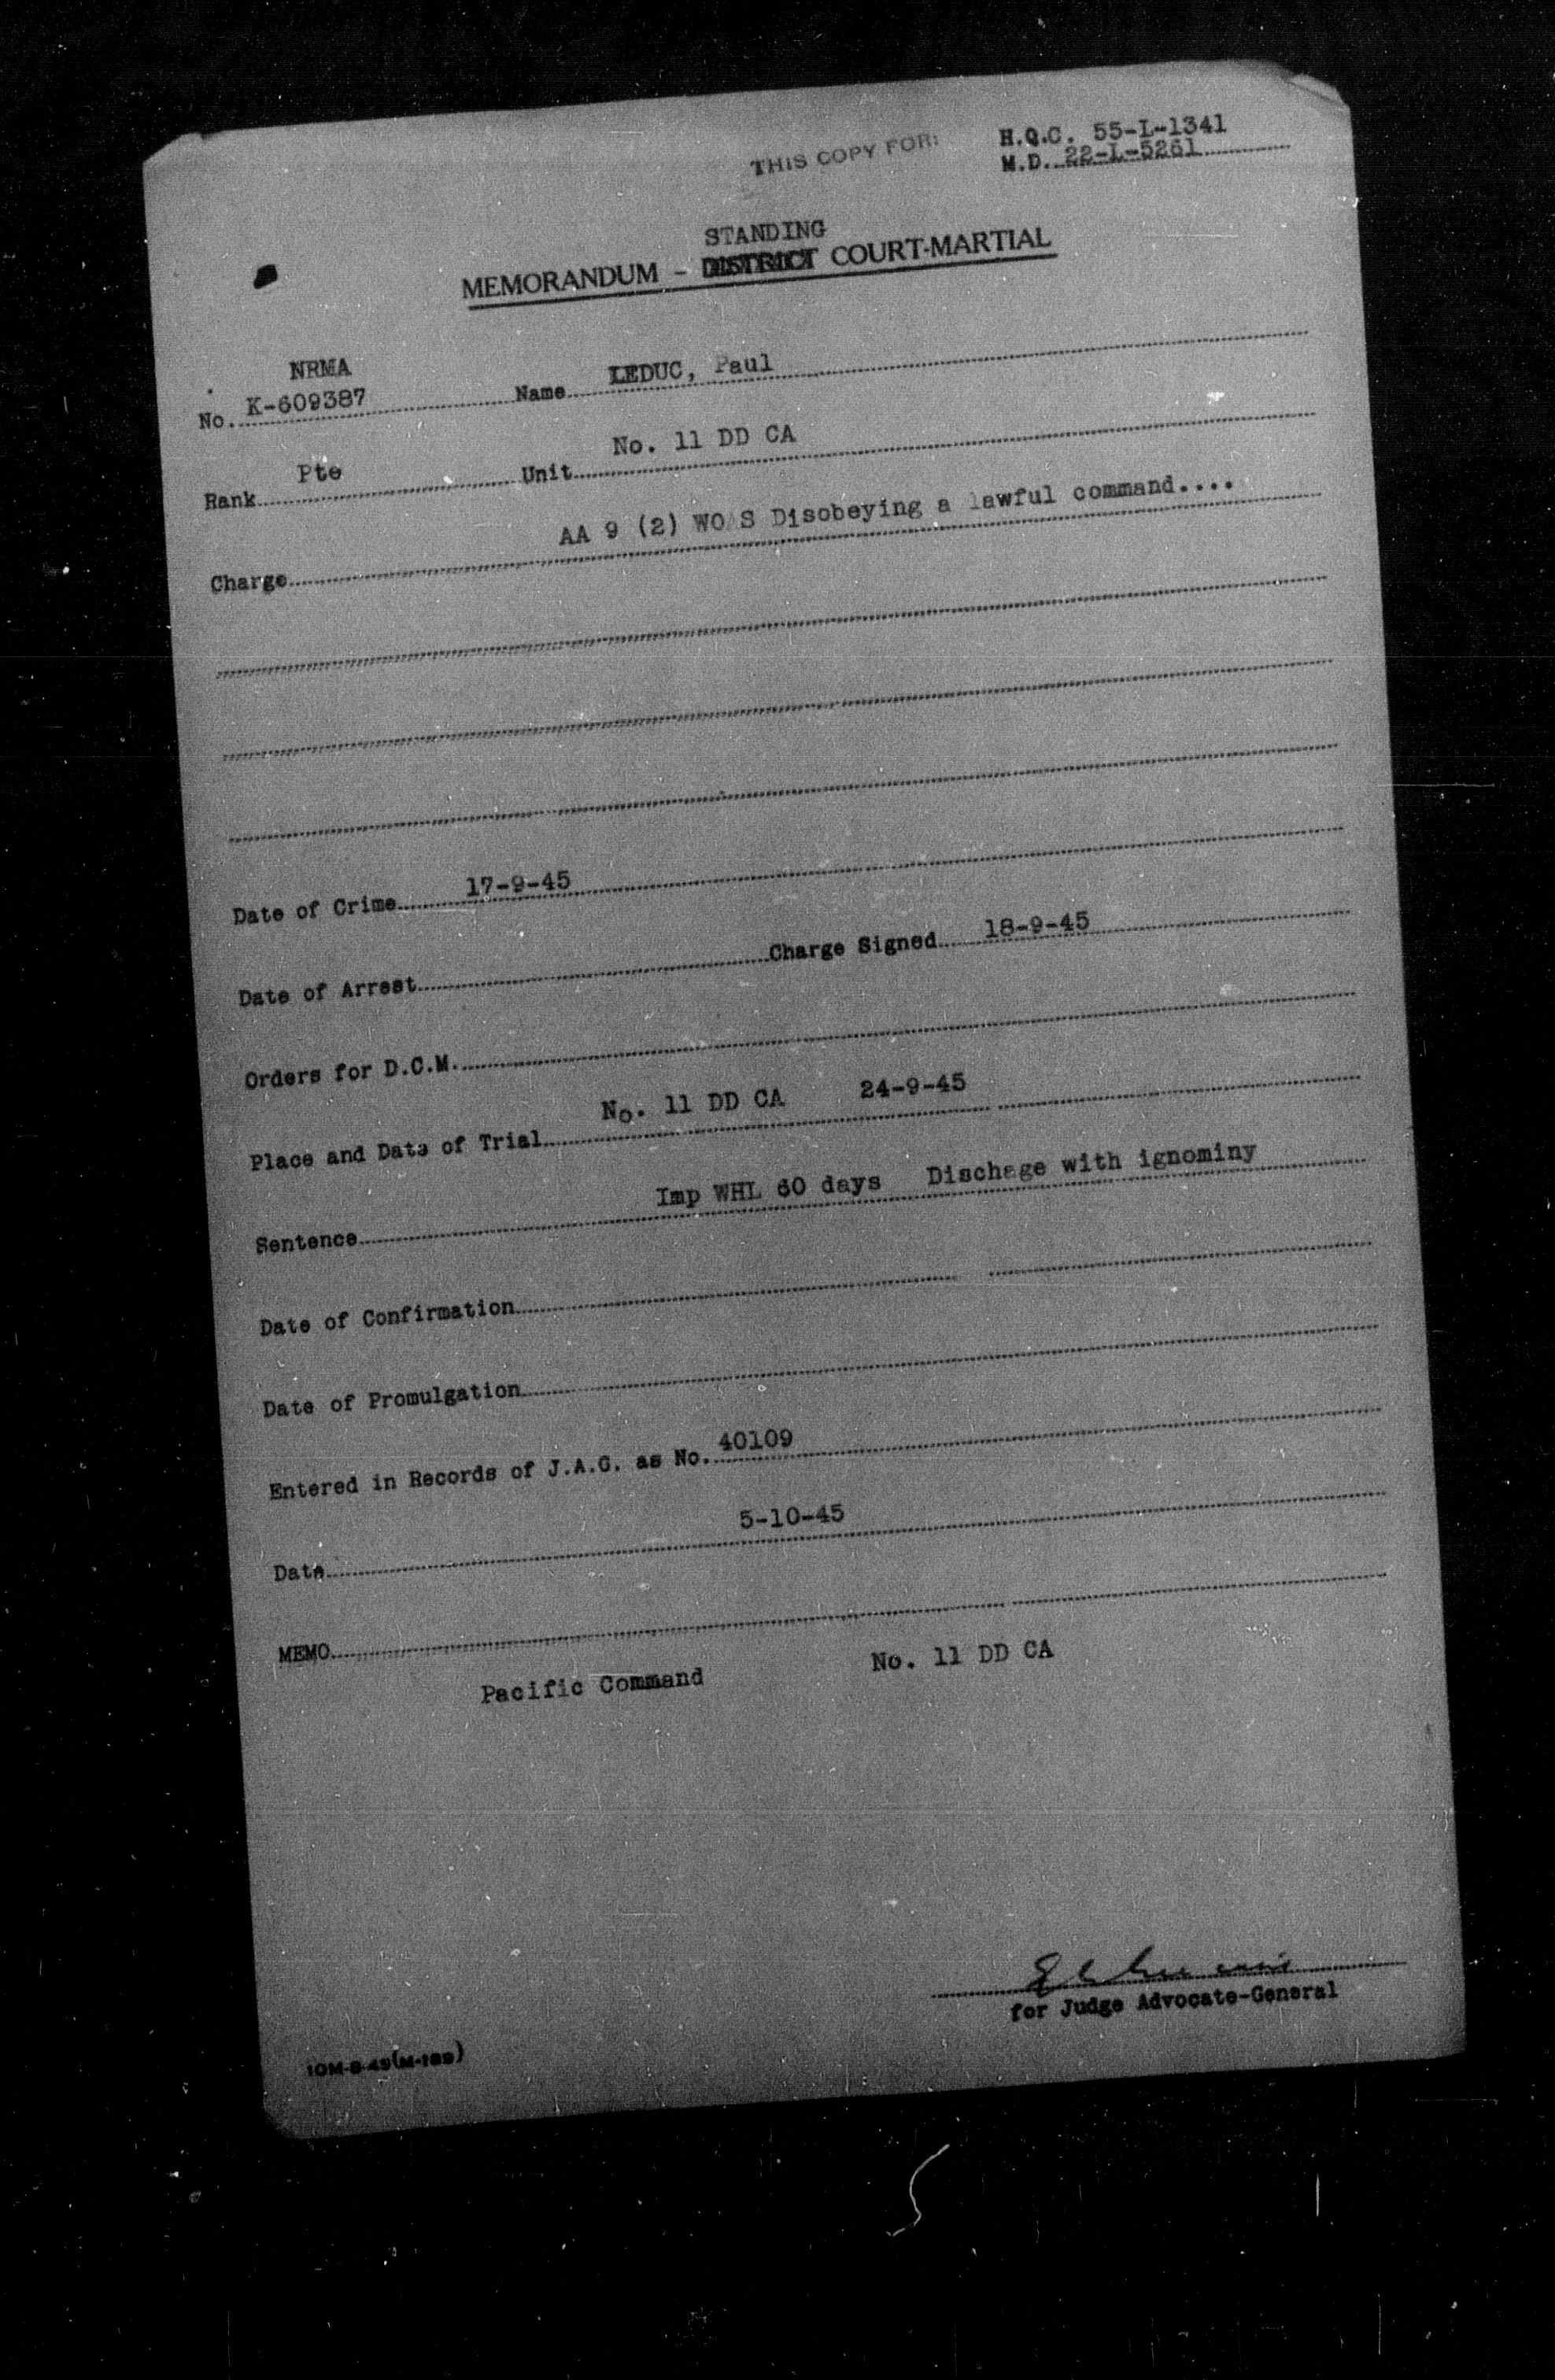 THIS COPY FOR:
H.Q.C. 55-L-1341
M.D. 22-L-5261
STANDING
MEMORANDUM - DISTRICT COURT-MARTIAL
NRMA
No. K-609387 Name LEDUC, Paul
Rank Pte Unit No. 11 DD CA
Charge AA 9 (2) WOAS Disobeying a lawful command....
Date of Crime 17-9-45
Date of Arrest Charge Signed 18-9-45
Orders for D.C.M.
Place and Date of Trial No. 11 DD CA 24-9-45
Sentence Imp WHL 60 days Dischage with ignominy
Date of Confirmation
Date of Promulgation
Entered in Records of J.A.G. as No. 40109
Date 5-10-45
MEMO
Pacific Command No. 11 DD CA
for Judge Advocate-General
10M-8-45 (M-189)